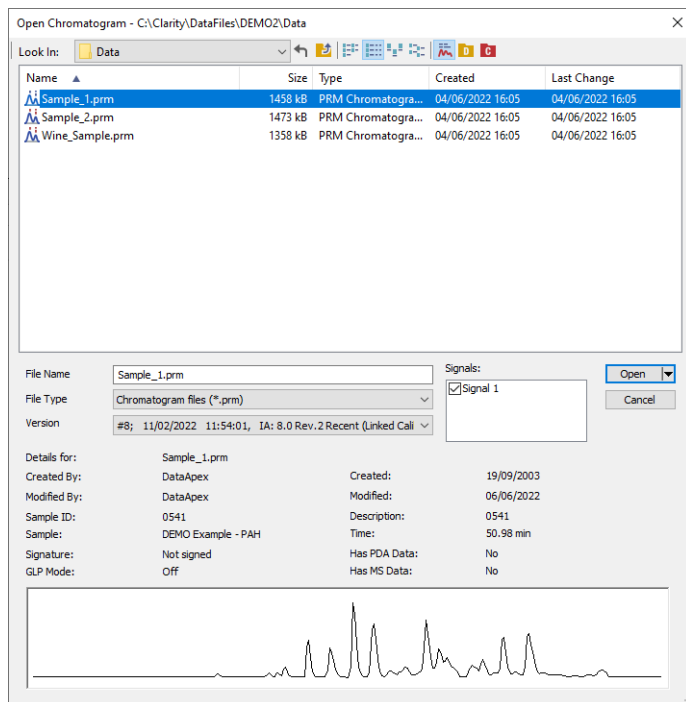 Open Chromatogram - C:\Clarity\DataFiles\DEMO2\Data
Look In: Data
D C
Name Size Type Created Last Change
Sample_1.prm 1458 kB PRM Chromatogra... 04/06/2022 16:05 04/06/2022 16:05
Sample_2.prm 1473 kB PRM Chromatogra... 04/06/2022 16:05 04/06/2022 16:05
Wine_Sample.prm 1358 kB PRM Chromatogra... 04/06/2022 16:05 04/06/2022 16:05
File Name Sample_1.prm Signals: Open
File Type Chromatogram files (*.prm) Signal 1 Cancel
Version #8; 11/02/2022 11:54:01, IA: 8.0 Rev.2 Recent (Linked Cali
Details for: Sample_1.prm
Created By: DataApex Created: 19/09/2003
Modified By: DataApex Modified: 06/06/2022
Sample ID: 0541 Description: 0541
Sample: DEMO Example - PAH Time: 50.98 min
Signature: Not signed Has PDA Data: No
GLP Mode: Off Has MS Data: No